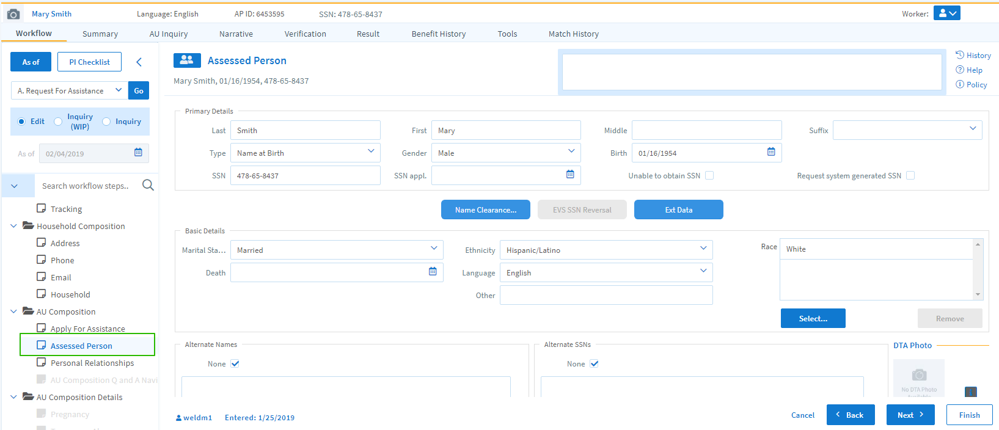 Mary Smith Language: English AP ID: 6453595 SSN: 478-65-8437 Worker:
Workflow Summary AU Inquiry Narrative Verification Result Benefit History Tools Match History
As of PI Checklist
A. Request For Assistance Go
Edit Inquiry (WIP) Inquiry
As of 02/04/2019
Search workflow steps..
Tracking
Household Composition
Address
Phone
Email
Household
AU Composition
Apply For Assistance
Assessed Person
Personal Relationships
AU Composition Q and A Navi
AU Composition Details
Pregnancy
Assessed Person
Mary Smith, 01/16/1954, 478-65-8437
History
Help
Policy
Primary Details
Last Smith First Mary Middle Suffix
Type Name at Birth Gender Male Birth 01/16/1954
SSN 478-65-8437 SSN appl. Unable to obtain SSN Request system generated SSN
Name Clearance... EVS SSN Reversal Ext Data
Basic Details
Marital Sta... Married Ethnicity Hispanic/Latino Race White
Death Language English
Other
Select... Remove
Alternate Names Alternate SSNs DTA Photo
None None
No DTA Photo
Available
weldm1 Entered: 1/25/2019 Cancel Back Next Finish